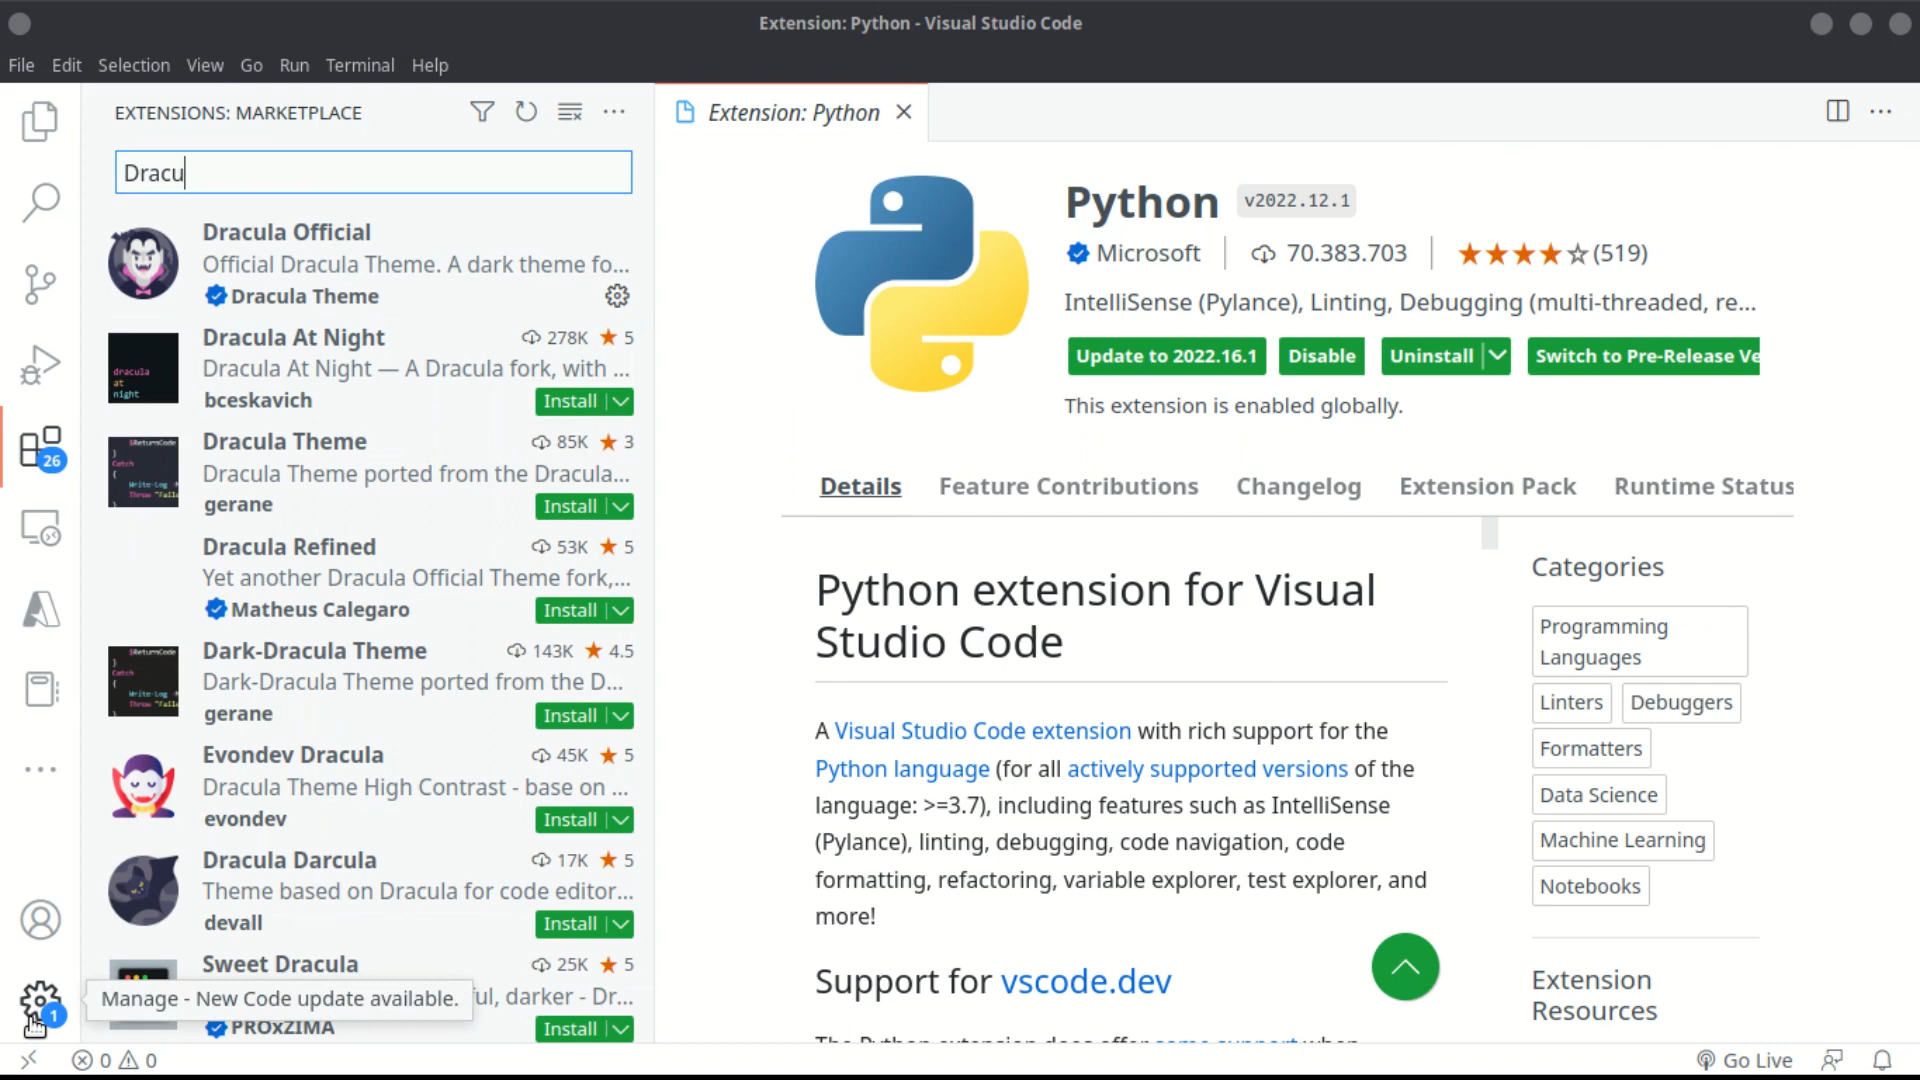 Extension: Python - Visual Studio Code
File Edit Selection View Go Run Terminal Help
EXTENSIONS: MARKETPLACE
Dracu
Dracula Official
Official Dracula Theme. A dark theme fo...
Dracula Theme
Dracula At Night 278K ★ 5
Dracula At Night — A Dracula fork, with ...
bceskavich Install
dracula
at
night
Dracula Theme 85K ★ 3
Dracula Theme ported from the Dracula...
gerane Install
Dracula Refined 53K ★ 5
Yet another Dracula Official Theme fork,...
Matheus Calegaro Install
Dark-Dracula Theme 143K ★ 4.5
Dark-Dracula Theme ported from the D...
gerane Install
Evondev Dracula 45K ★ 5
Dracula Theme High Contrast - base on ...
evondev Install
Dracula Darcula 17K ★ 5
Theme based on Dracula for code editor...
devall Install
Sweet Dracula 25K ★ 5
ful, darker - Dr...
PROxZIMA Install
Manage - New Code update available.
26
1
0 0
Extension: Python
Python v2022.12.1
Microsoft 70.383.703 ★★★★☆ (519)
IntelliSense (Pylance), Linting, Debugging (multi-threaded, re...
Update to 2022.16.1 Disable Uninstall Switch to Pre-Release Ve
This extension is enabled globally.
Details Feature Contributions Changelog Extension Pack Runtime Status
Python extension for Visual
Studio Code
A Visual Studio Code extension with rich support for the
Python language (for all actively supported versions of the
language: >=3.7), including features such as IntelliSense
(Pylance), linting, debugging, code navigation, code
formatting, refactoring, variable explorer, test explorer, and
more!
Support for vscode.dev
The Python extension does offer some support when
Categories
Programming
Languages
Linters Debuggers
Formatters
Data Science
Machine Learning
Notebooks
Extension
Resources
Go Live